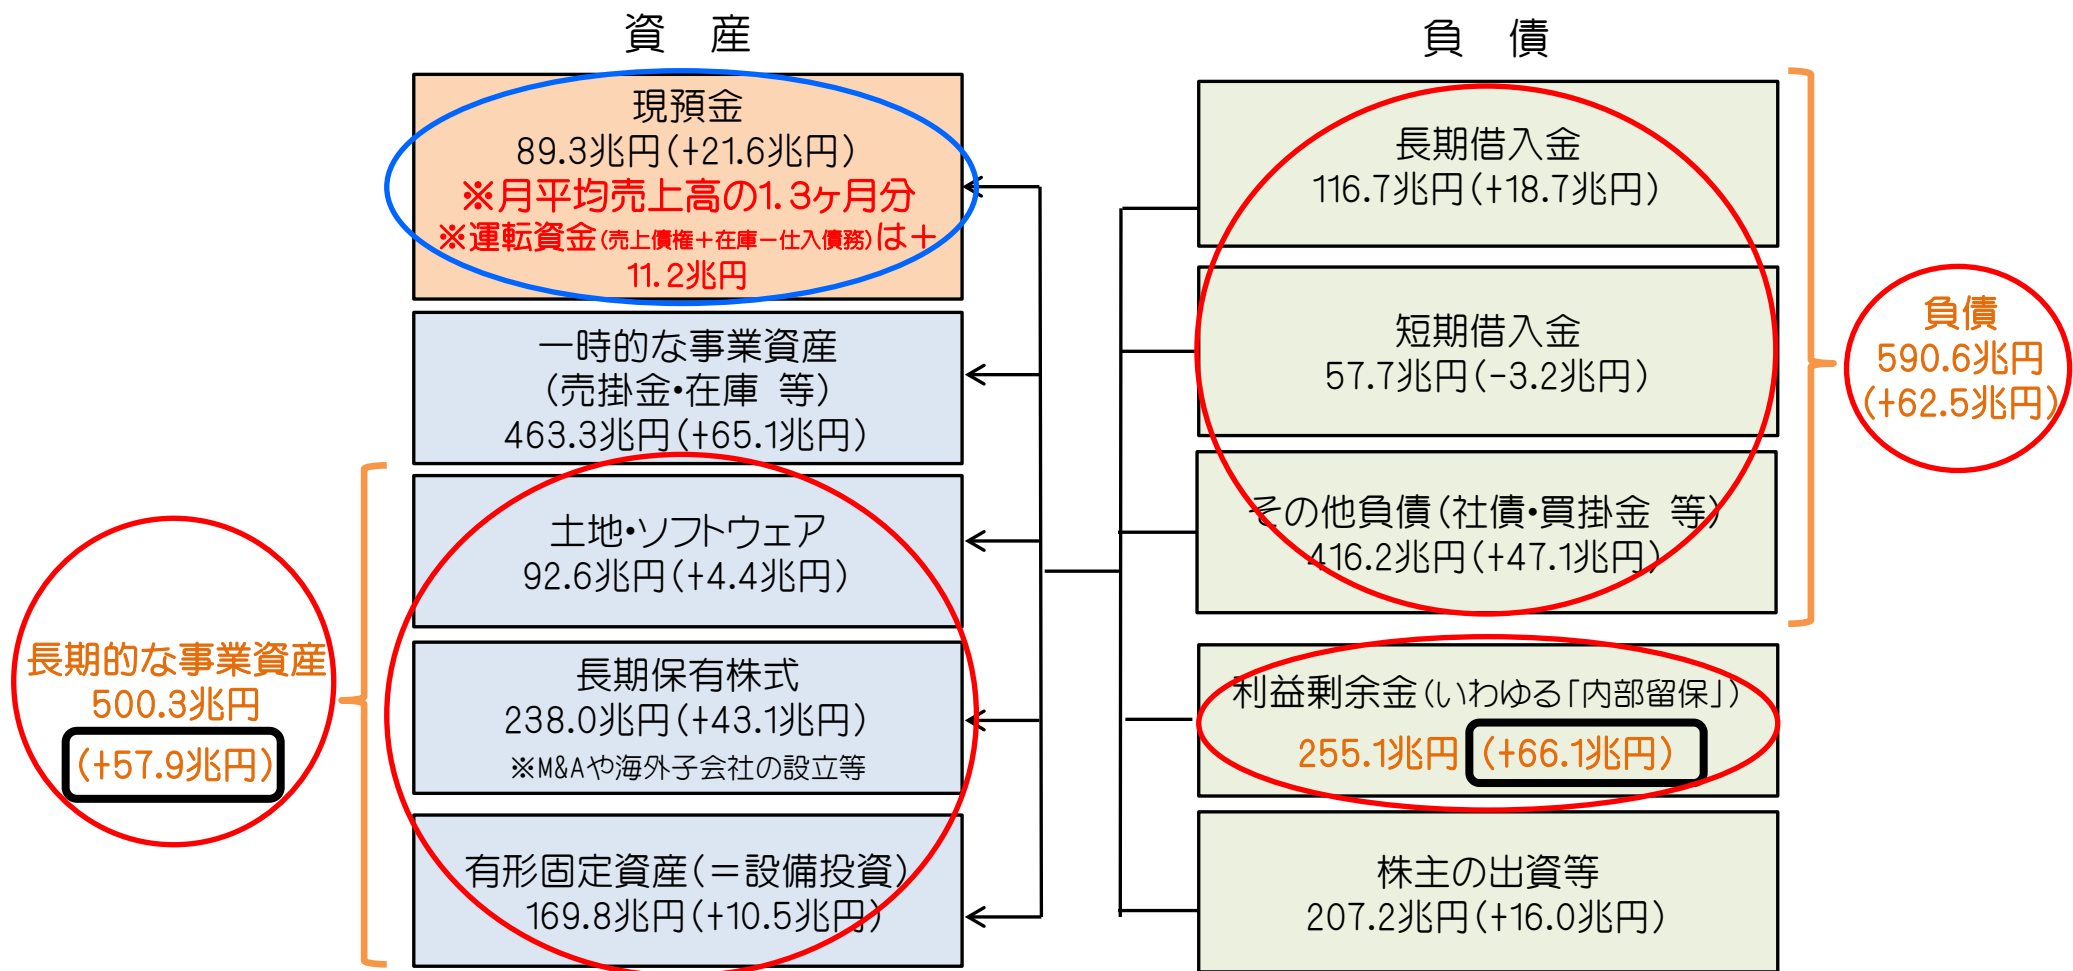 資 産
現預金
89.3兆円(+21.6兆円)
※月平均売上高の1.3ヶ月分
※運転資金(売上債権+在庫−仕入債務)は+
11.2兆円
一時的な事業資産
(売掛金・在庫 等)
463.3兆円(+65.1兆円)
土地・ソフトウェア
92.6兆円(+4.4兆円)
長期保有株式
238.0兆円(+43.1兆円)
※M&Aや海外子会社の設立等
有形固定資産(=設備投資)
169.8兆円(+10.5兆円)
長期的な事業資産
500.3兆円
(+57.9兆円)
負 債
長期借入金
116.7兆円(+18.7兆円)
短期借入金
57.7兆円(-3.2兆円)
その他負債(社債・買掛金 等)
416.2兆円(+47.1兆円)
利益剰余金(いわゆる「内部留保」)
255.1兆円(+66.1兆円)
株主の出資等
207.2兆円(+16.0兆円)
負債
590.6兆円
(+62.5兆円)